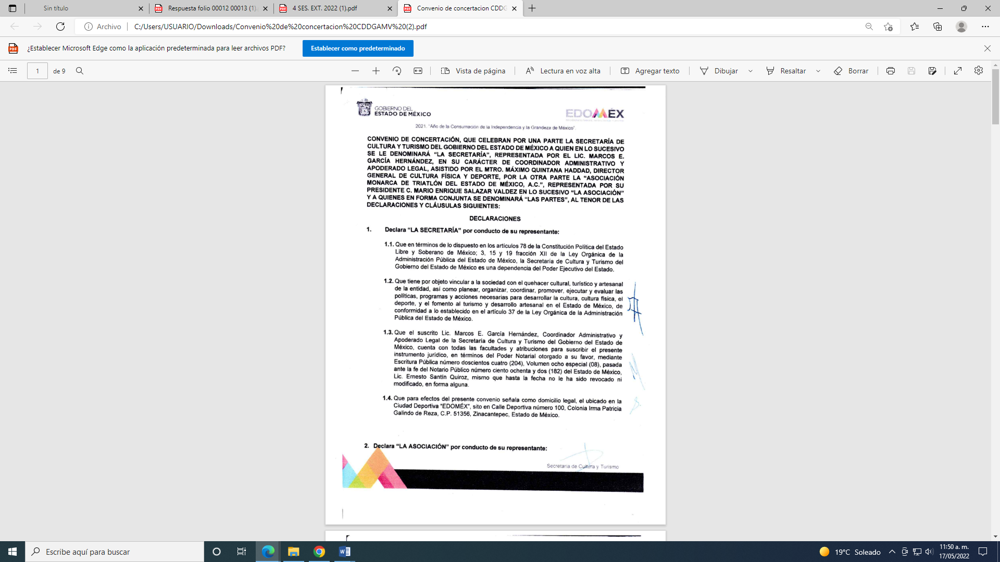 Sin título
Respuesta folio 00012 00013 (1).
4 SES. EXT. 2022 (1).pdf
Convenio de concertacion CDDG
Archivo
C:/Users/USUARIO/Downloads/Convenio%20de%20concertacion%20CDDGAMV%20(2).pdf
¿Establecer Microsoft Edge como la aplicación predeterminada para leer archivos PDF?
Establecer como predeterminado
1 de 9
Vista de página
Lectura en voz alta
Agregar texto
Dibujar
Resaltar
Borrar
GOBIERNO DEL
ESTADO DE MÉXICO
EDOMÉX
2021. "Año de la Consumación de la Independencia y la Grandeza de México".
CONVENIO DE CONCERTACIÓN, QUE CELEBRAN POR UNA PARTE LA SECRETARÍA DE
CULTURA Y TURISMO DEL GOBIERNO DEL ESTADO DE MÉXICO A QUIEN EN LO SUCESIVO
SE LE DENOMINARÁ "LA SECRETARÍA", REPRESENTADA POR EL LIC. MARCOS E.
GARCÍA HERNÁNDEZ, EN SU CARÁCTER DE COORDINADOR ADMINISTRATIVO Y
APODERADO LEGAL, ASISTIDO POR EL MTRO. MÁXIMO QUINTANA HADDAD, DIRECTOR
GENERAL DE CULTURA FÍSICA Y DEPORTE, POR LA OTRA PARTE LA "ASOCIACIÓN
MONARCA DE TRIATLÓN DEL ESTADO DE MÉXICO, A.C.", REPRESENTADA POR SU
PRESIDENTE C. MARIO ENRIQUE SALAZAR VALDEZ EN LO SUCESIVO "LA ASOCIACIÓN"
Y A QUIENES EN FORMA CONJUNTA SE DENOMINARÁ "LAS PARTES", AL TENOR DE LAS
DECLARACIONES Y CLÁUSULAS SIGUIENTES:
DECLARACIONES
1. Declara "LA SECRETARÍA" por conducto de su representante:
1.1. Que en términos de lo dispuesto en los artículos 78 de la Constitución Política del Estado
Libre y Soberano de México; 3, 15 y 19 fracción XII de la Ley Orgánica de la
Administración Pública del Estado de México, la Secretaría de Cultura y Turismo del
Gobierno del Estado de México es una dependencia del Poder Ejecutivo del Estado.
1.2. Que tiene por objeto vincular a la sociedad con el quehacer cultural, turístico y artesanal
de la entidad, así como planear, organizar, coordinar, promover, ejecutar y evaluar las
políticas, programas y acciones necesarias para desarrollar la cultura, cultura física, el
deporte, y el fomento al turismo y desarrollo artesanal en el Estado de México, de
conformidad a lo establecido en el artículo 37 de la Ley Orgánica de la Administración
Pública del Estado de México.
1.3. Que el suscrito Lic. Marcos E. García Hernández, Coordinador Administrativo y
Apoderado Legal de la Secretaría de Cultura y Turismo del Gobierno del Estado de
México, cuenta con todas las facultades y atribuciones para suscribir el presente
instrumento jurídico, en términos del Poder Notarial otorgado a su favor, mediante
Escritura Pública número doscientos cuatro (204), Volumen ocho especial (08), pasada
ante la fe del Notario Público número ciento ochenta y dos (182) del Estado de México,
Lic. Ernesto Santín Quiroz, mismo que hasta la fecha no le ha sido revocado ni
modificado, en forma alguna.
1.4. Que para efectos del presente convenio señala como domicilio legal, el ubicado en la
Ciudad Deportiva "EDOMÉX", sito en Calle Deportiva número 100, Colonia Irma Patricia
Galindo de Reza, C.P. 51356, Zinacantepec, Estado de México.
2. Declara "LA ASOCIACIÓN" por conducto de su representante:
Secretaría de Cultura y Turismo
Escribe aquí para buscar
19°C Soleado
11:50 a. m.
17/05/2022